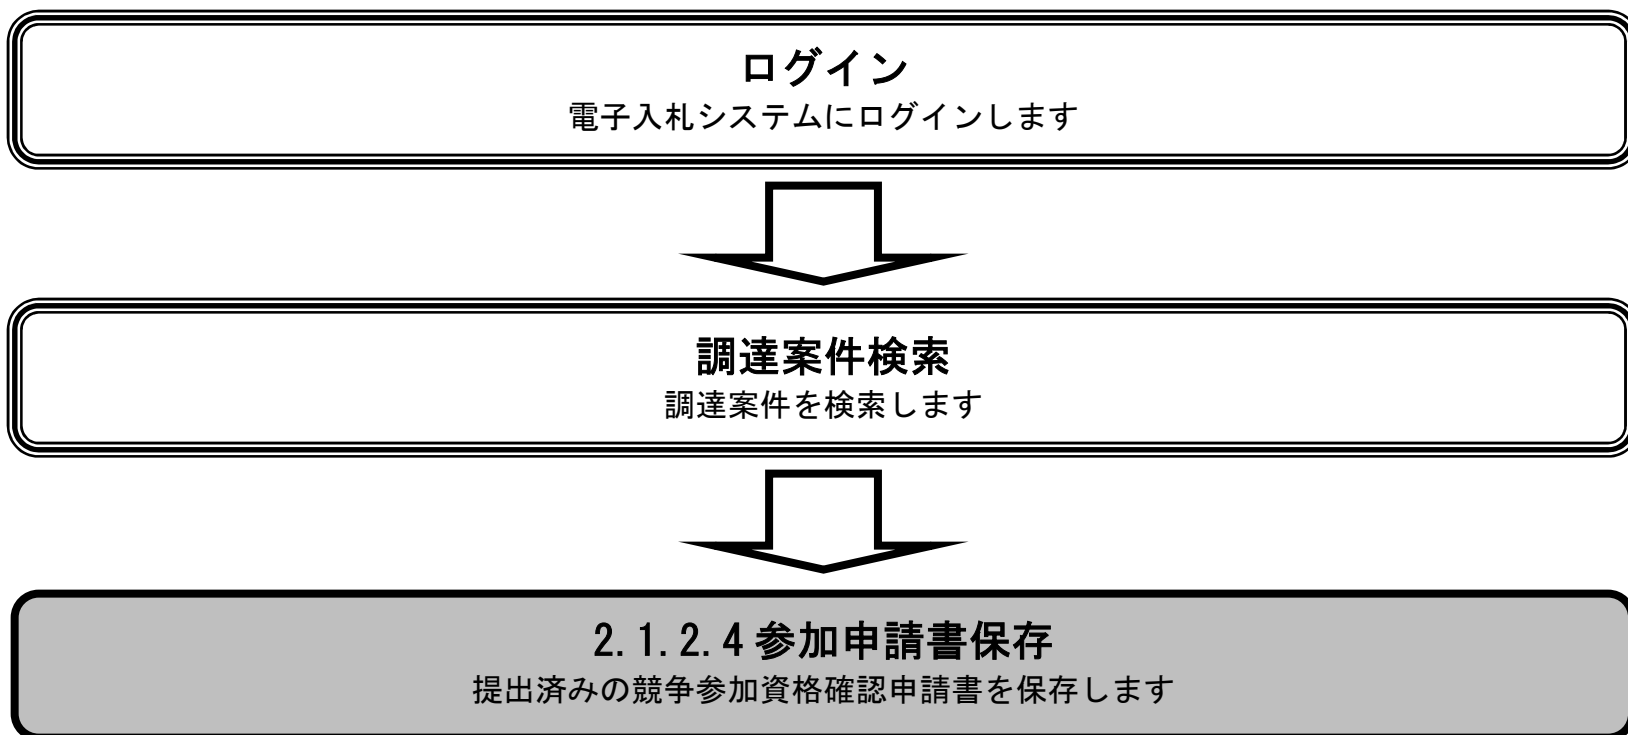 ログイン
電子入札システムにログインします
調達案件検索
調達案件を検索します
2.1.2.4 参加申請書保存
提出済みの競争参加資格確認申請書を保存します